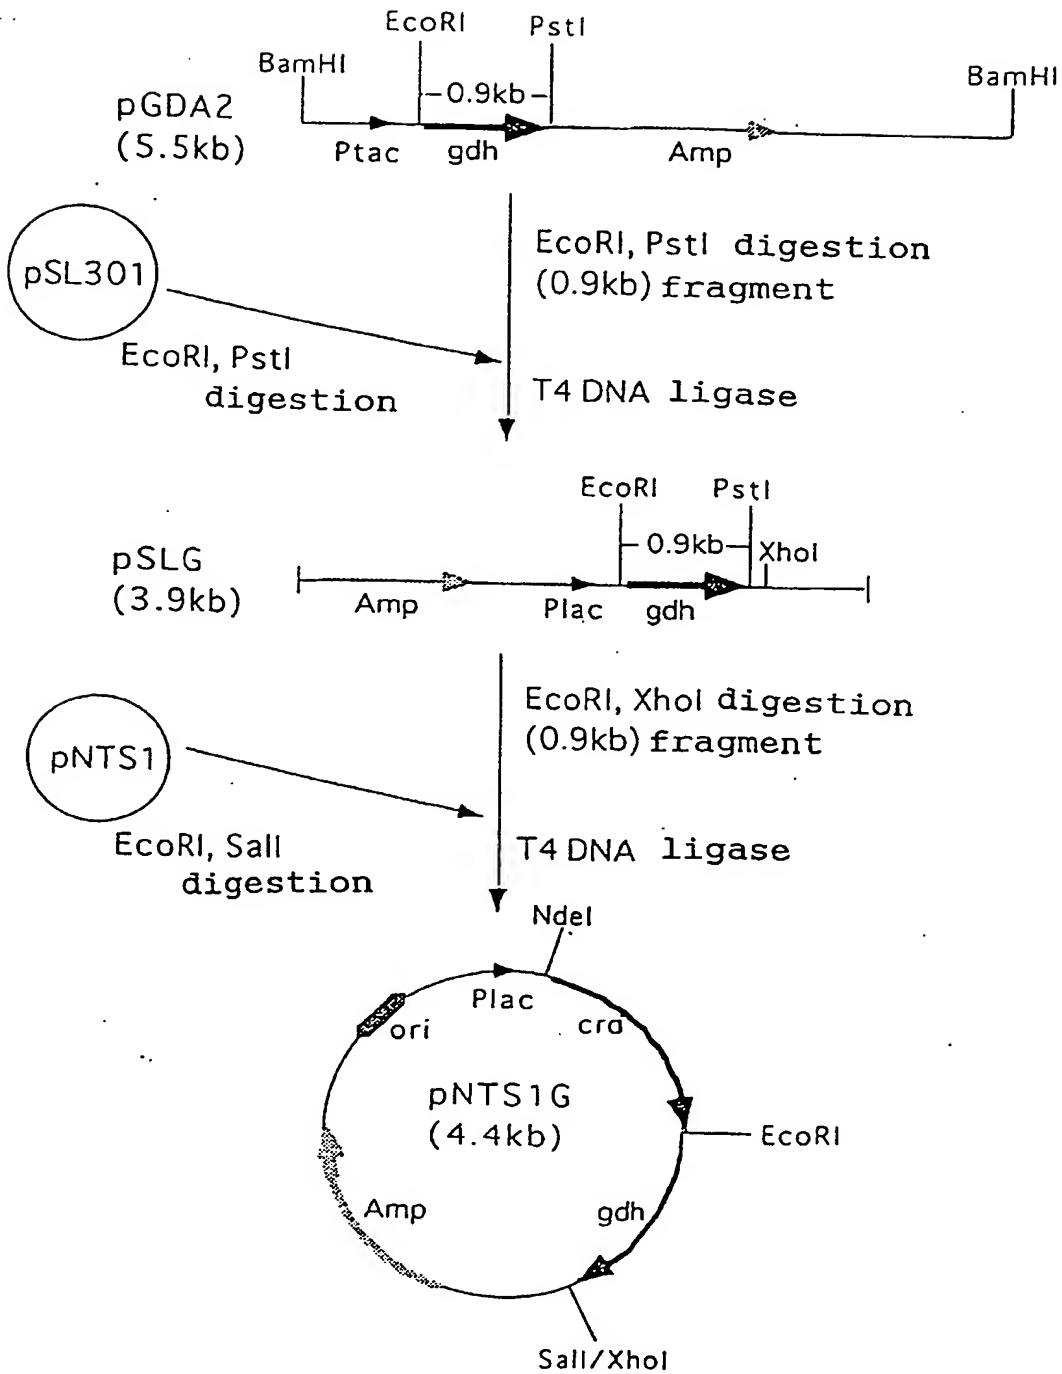 EcoRI PstI
BamHI BamHI
0.9kb
pGDA2
(5.5kb)
Ptac gdh Amp
pSL301
EcoRI, PstI digestion
(0.9kb) fragment
EcoRI, PstI
digestion
T4 DNA ligase
EcoRI PstI
0.9kb XhoI
pSLG
(3.9kb)
Amp Plac gdh
EcoRI, XhoI digestion
(0.9kb) fragment
pNTS1
EcoRI, SalI
digestion
T4 DNA ligase
NdeI
Plac
ori cro
pNTS1G
(4.4kb)
EcoRI
Amp gdh
SalI/XhoI